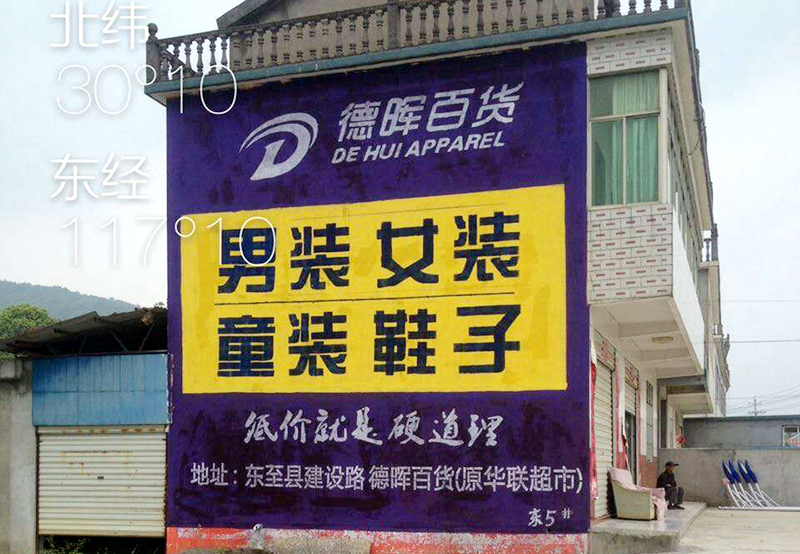 北纬
30°10
东经
117°10
德晖百货
DE HUI APPAREL
男装 女装
童装 鞋子
低价就是硬道理
地址：东至县建设路 德晖百货(原华联超市)
东5井